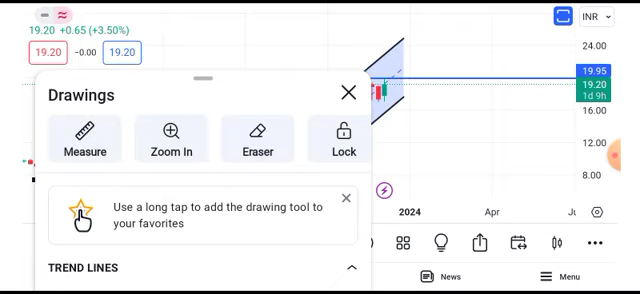 INR
19.20 +0.65 (+3.50%)
19.20 −0.00 19.20
24.00
19.95
19.20
1d 9h
16.00
12.00
8.00
Drawings
Measure
Zoom In
Eraser
Lock
Use a long tap to add the drawing tool to
your favorites
TREND LINES
2024
Apr
News
Menu